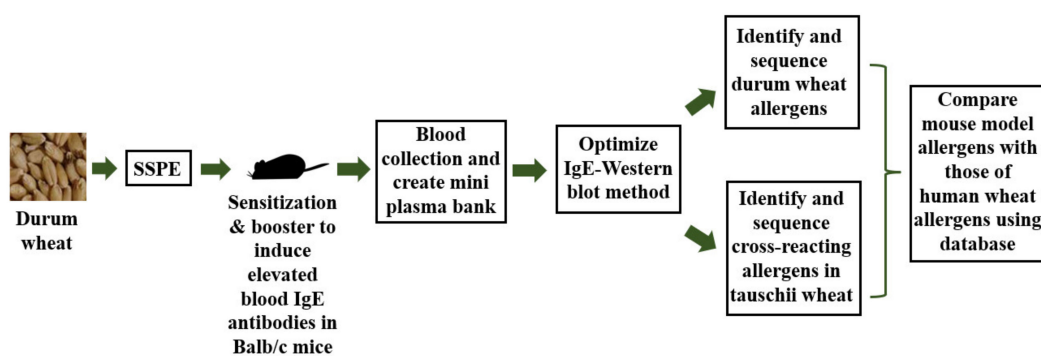 Durum
wheat
SSPE
Sensitization
& booster to
induce
elevated
blood IgE
antibodies in
Balb/c mice
Blood
collection and
create mini
plasma bank
Optimize
IgE-Western
blot method
Identify and
sequence
durum wheat
allergens
Identify and
sequence
cross-reacting
allergens in
tauschii wheat
Compare
mouse model
allergens with
those of
human wheat
allergens using
database